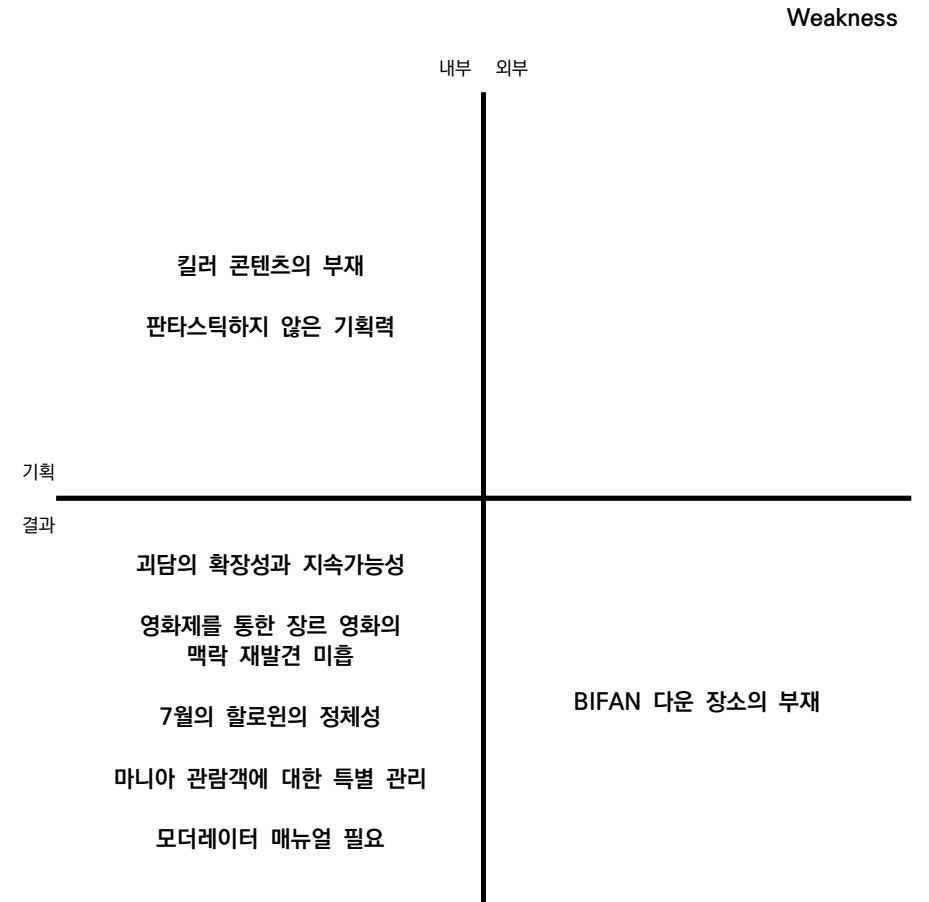 Weakness
내부 외부
킬러 콘텐츠의 부재
판타스틱하지 않은 기획력
기획
결과
괴담의 확장성과 지속가능성
영화제를 통한 장르 영화의
맥락 재발견 미흡
7월의 할로윈의 정체성
마니아 관람객에 대한 특별 관리
모더레이터 매뉴얼 필요
BIFAN 다운 장소의 부재